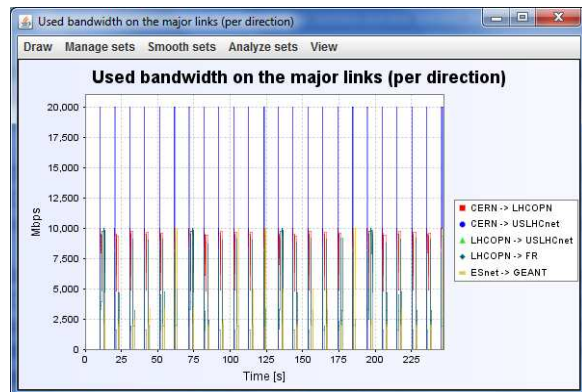 Used bandwidth on the major links (per direction)
Draw Manage sets Smooth sets Analyze sets View
Used bandwidth on the major links (per direction)
20,000
17,500
15,000
12,500
10,000
7,500
5,000
2,500
0
Mbps
0 25 50 75 100 125 150 175 200 225
Time [s]
CERN -> LHCOPN
CERN -> USLHCnet
LHCOPN -> USLHCnet
LHCOPN -> FR
ESnet -> GEANT